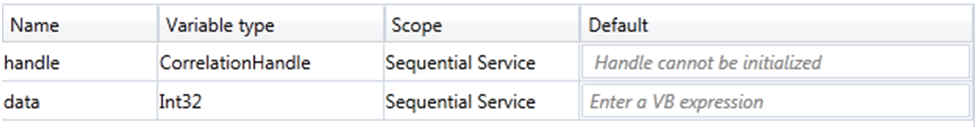 Name Variable type Scope Default
handle CorrelationHandle Sequential Service Handle cannot be initialized
data Int32 Sequential Service Enter a VB expression